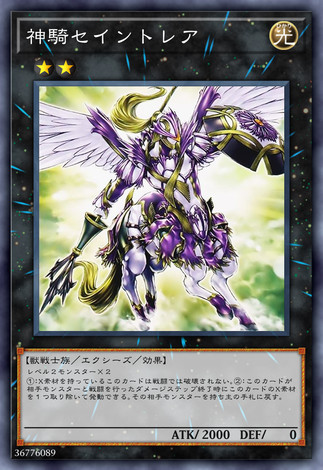 神騎セイントレア
光
【獣戦士族/エクシーズ/効果】
レベル2モンスター×2
①:X素材を持っているこのカードは戦闘では破壊されない。②:このカードが
相手モンスターと戦闘を行ったダメージステップ終了時にこのカードのX素材
を1つ取り除いて発動できる。その相手モンスターを持ち主の手札に戻す。
ATK/ 2000 DEF/ 0
36776089